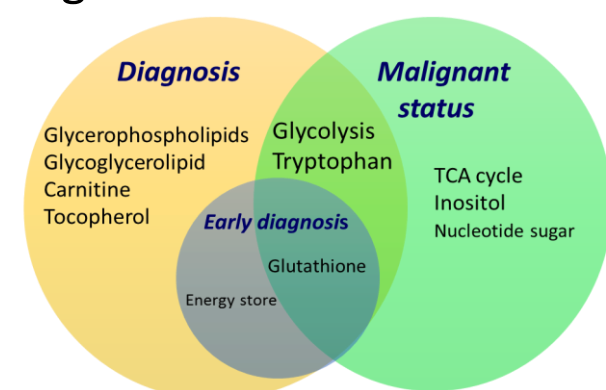 Diagnosis
Malignant
status
Glycerophospholipids
Glycoglycerolipid
Carnitine
Tocopherol
Glycolysis
Tryptophan
TCA cycle
Inositol
Nucleotide sugar
Early diagnosis
Glutathione
Energy store